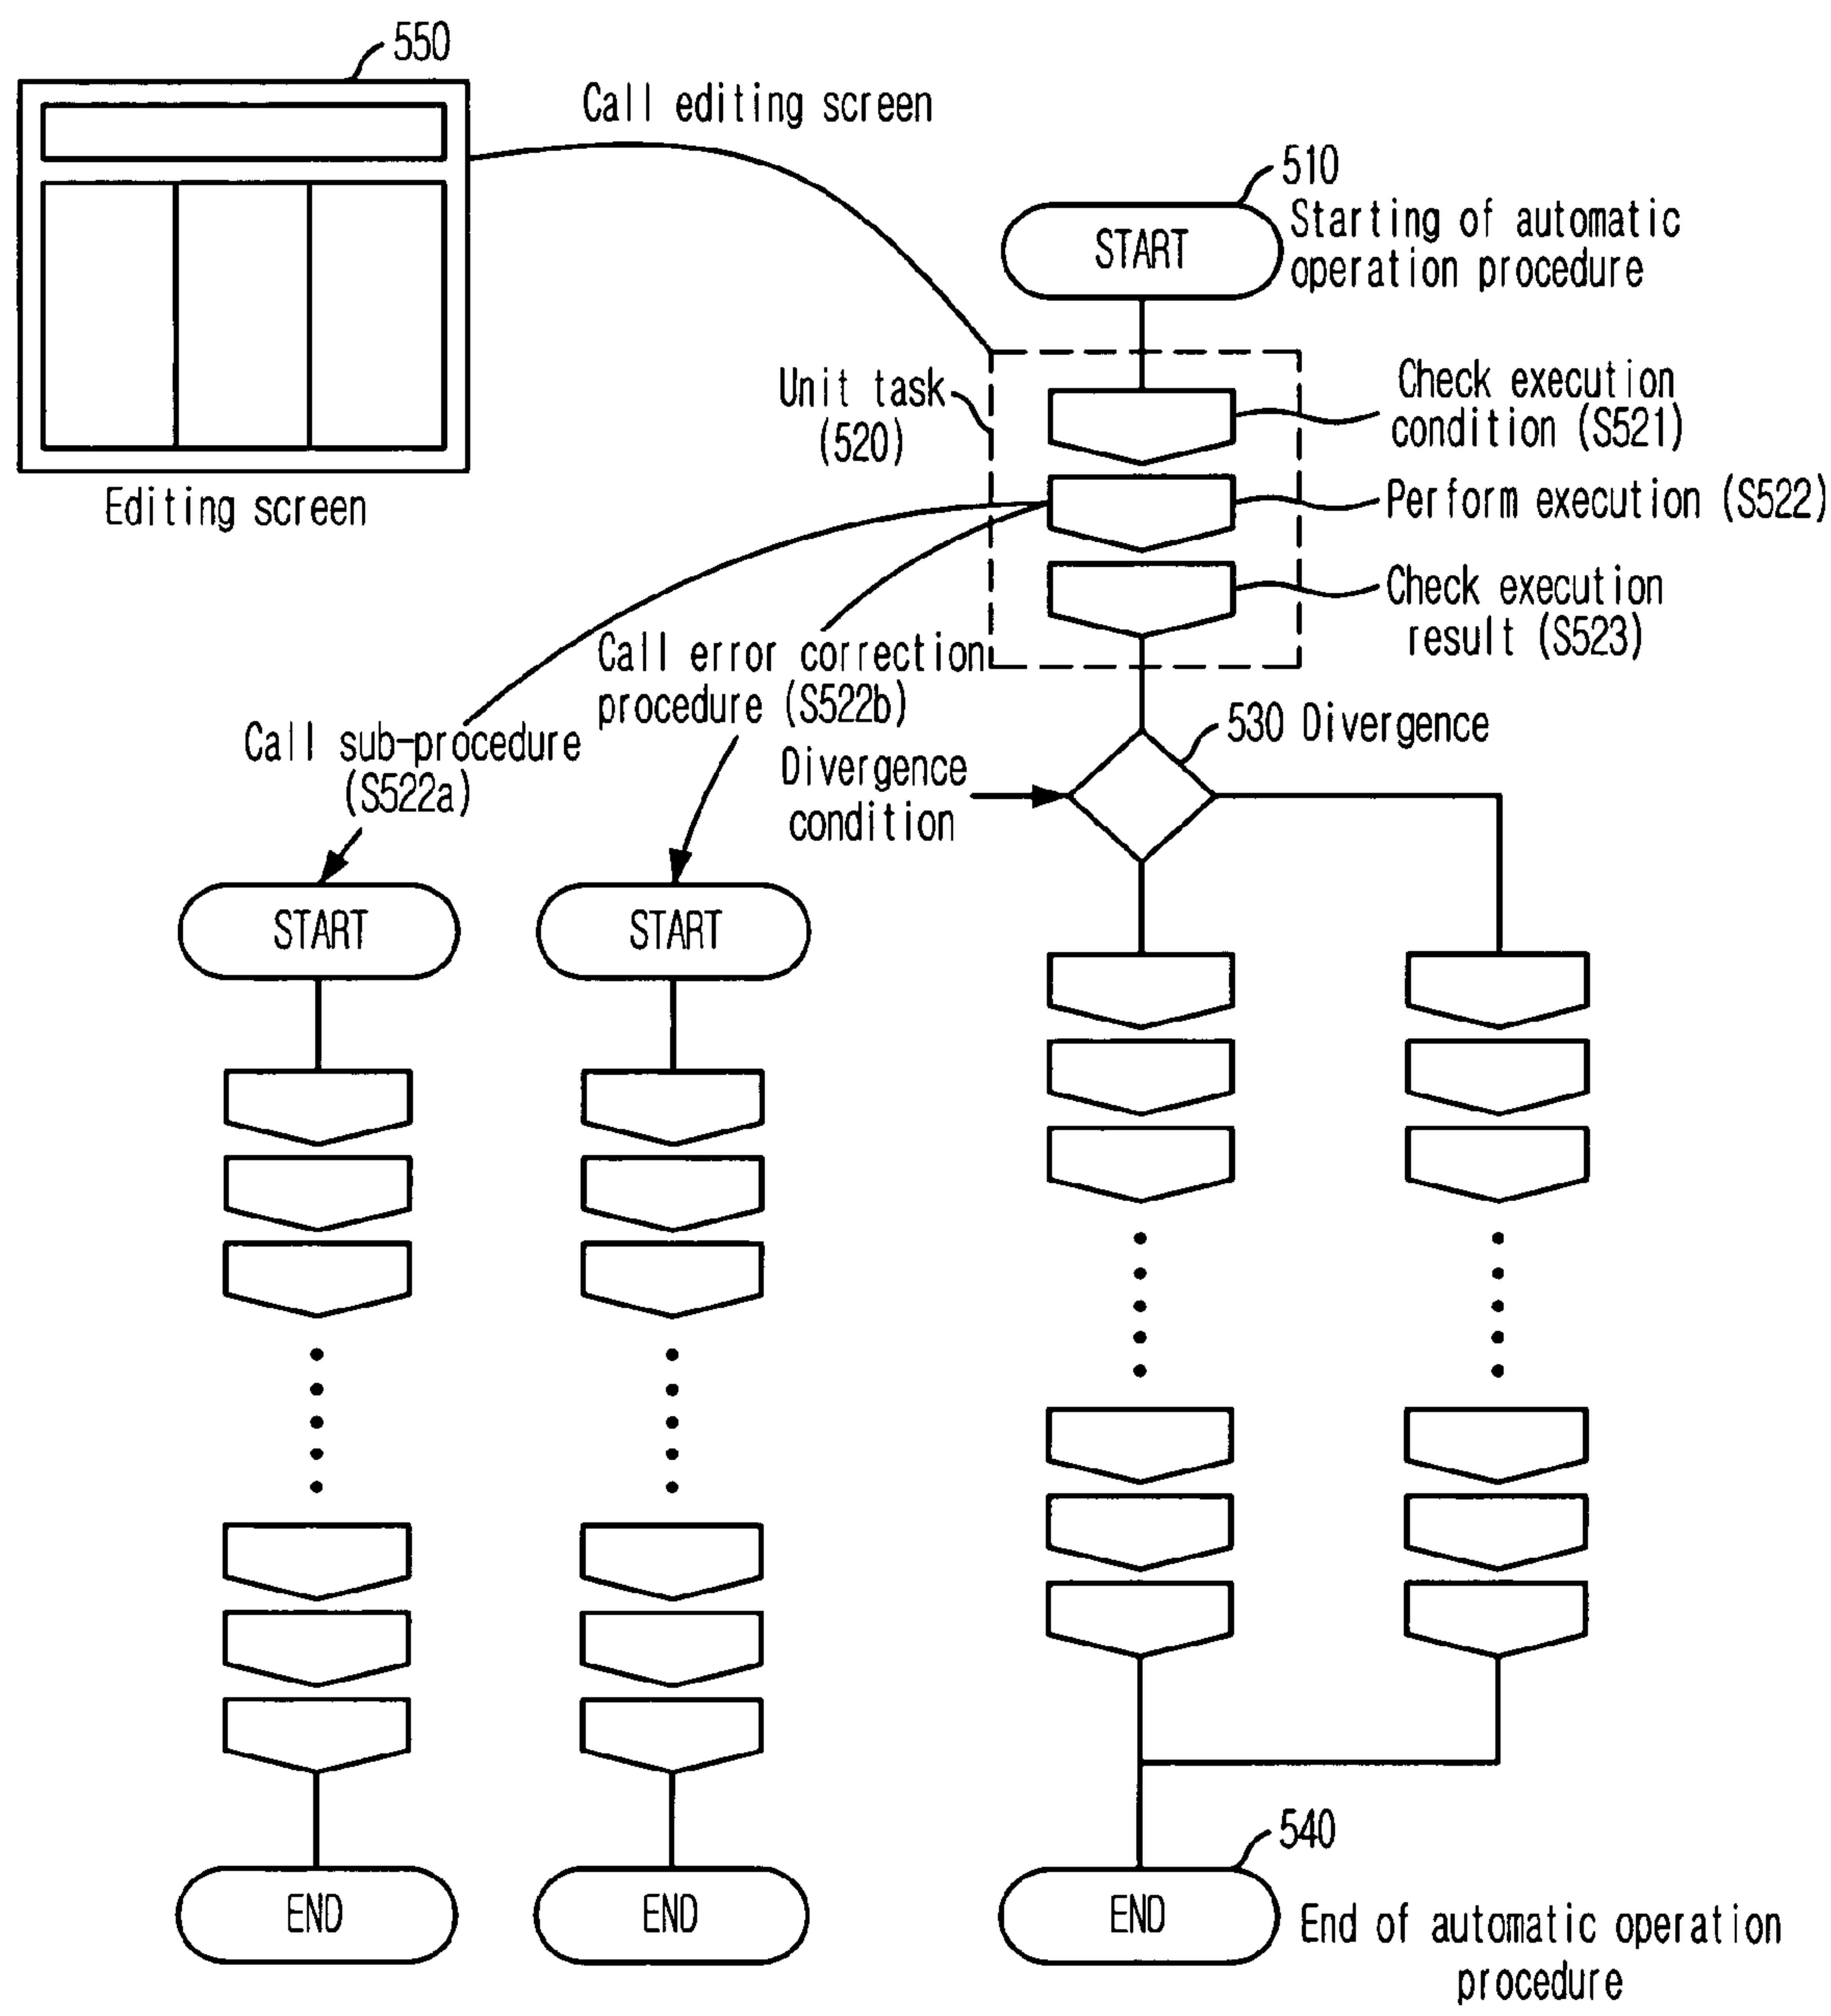 550
Call editing screen
510
Starting of automatic
operation procedure
START
Unit task
(520)
Check execution
condition (S521)
Editing screen
Perform execution (S522)
Check execution
result (S523)
Call error correction
procedure (S522b)
Call sub-procedure
(S522a)
530 Divergence
Divergence
condition
START
START
540
END
END
END
End of automatic operation
procedure